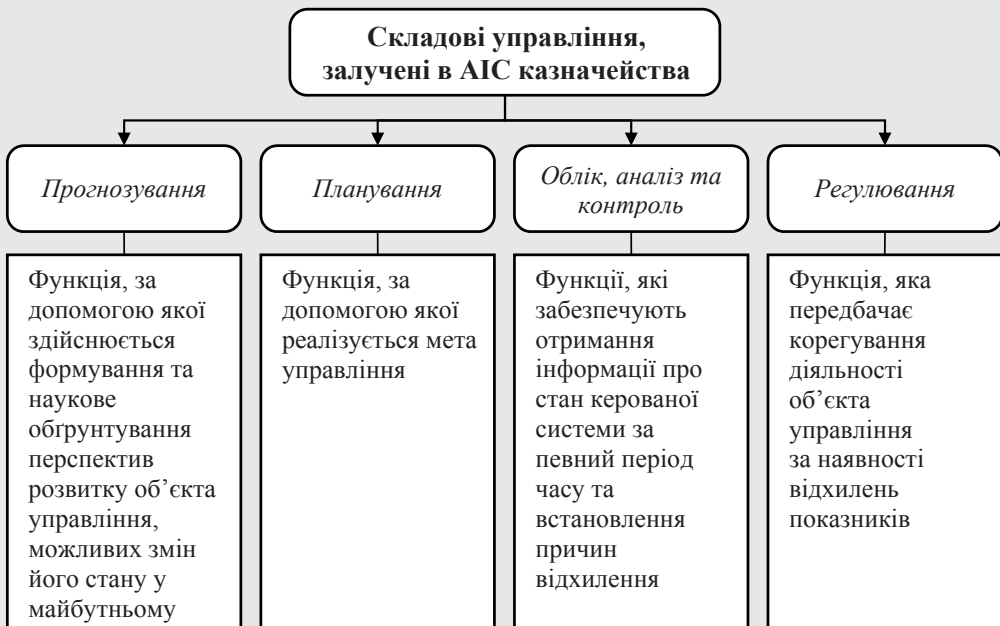 Складові управління,
залучені в АІС казначейства
Прогнозування
Планування
Облік, аналіз та
контроль
Регулювання
Функція, за
допомогою якої
здійснюється
формування та
наукове
обґрунтування
перспектив
розвитку об’єкта
управління,
можливих змін
його стану у
майбутньому
Функція, за
допомогою якої
реалізується мета
управління
Функції, які
забезпечують
отримання
інформації про
стан керованої
системи за
певний період
часу та
встановлення
причин
відхилення
Функція, яка
передбачає
корегування
діяльності
об’єкта
управління
за наявності
відхилень
показників